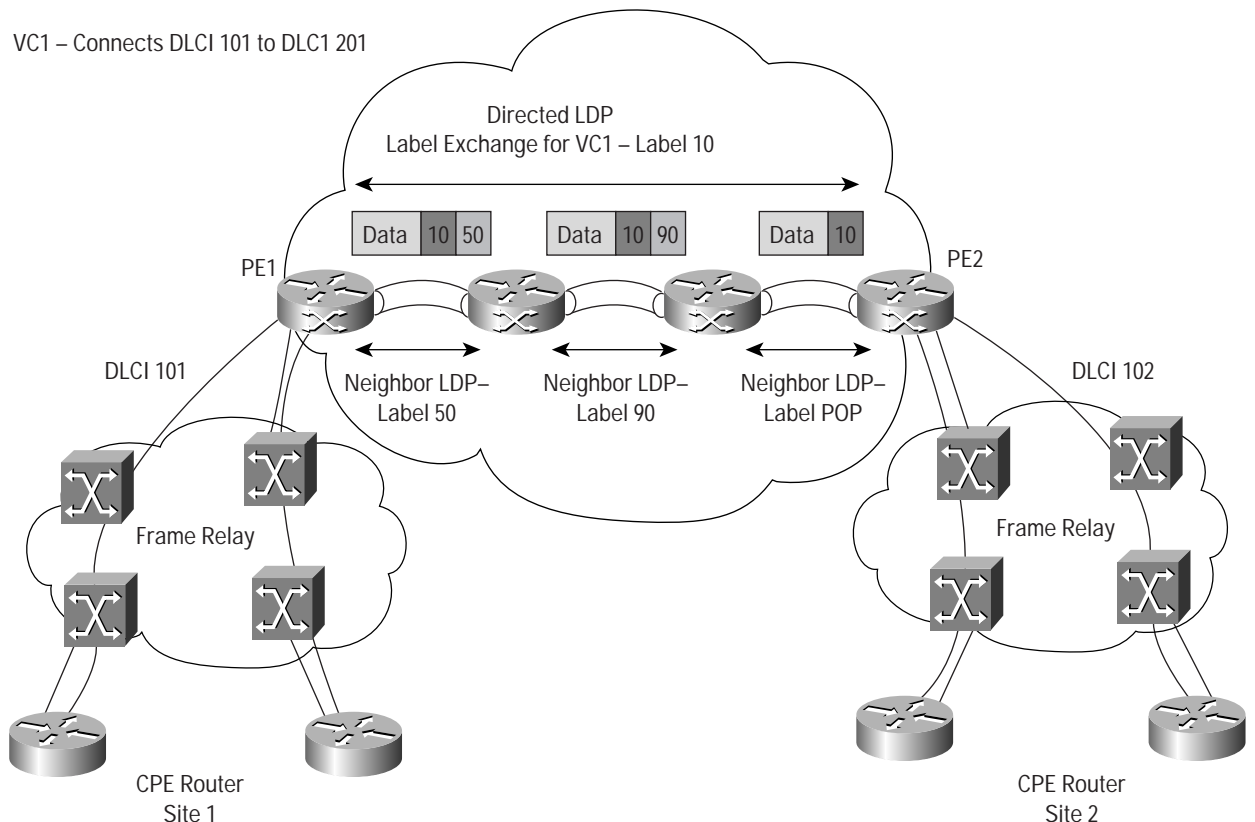 VC1 – Connects DLCI 101 to DLC1 201
Directed LDP
Label Exchange for VC1 – Label 10
Data 10 50
Data 10 90
Data 10
PE1
PE2
DLCI 101
Neighbor LDP–
Label 50
Neighbor LDP–
Label 90
Neighbor LDP–
Label POP
DLCI 102
Frame Relay
Frame Relay
CPE Router
Site 1
CPE Router
Site 2